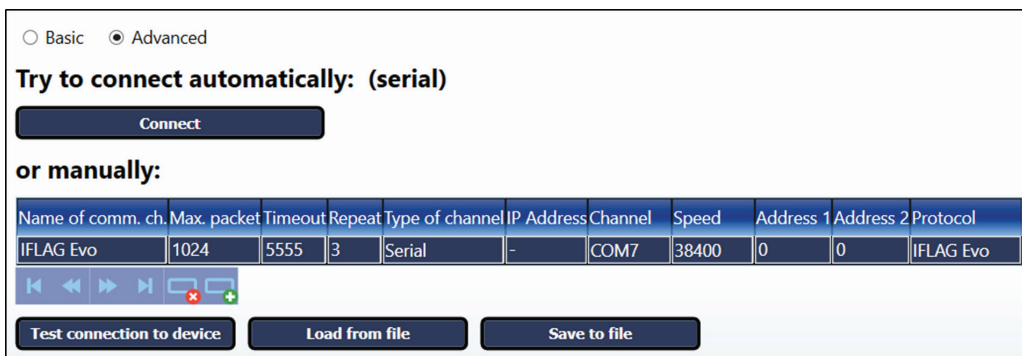 Basic Advanced
Try to connect automatically: (serial)
Connect
or manually:
Name of comm. ch. Max. packet Timeout Repeat Type of channel IP Address Channel Speed Address 1 Address 2 Protocol
IFLAG Evo 1024 5555 3 Serial - COM7 38400 0 0 IFLAG Evo
Test connection to device Load from file Save to file